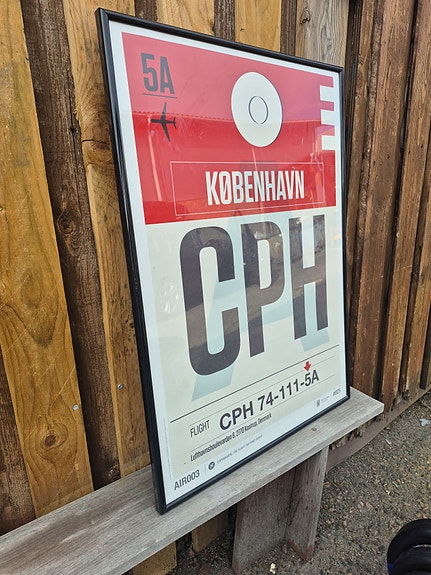 5A
KØBENHAVN
CPH
FLIGHT CPH 74-111-5A
Lufthavnsboulevarden 6, 2770 Kastrup, Denmark
AIR003